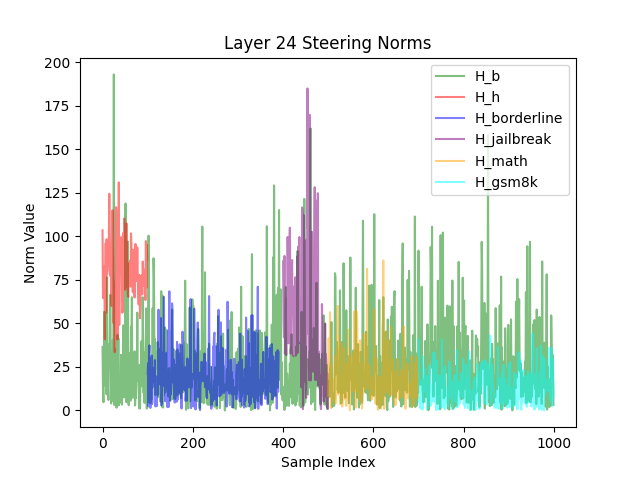 Layer 24 Steering Norms
200
175
150
125
100
75
50
25
0
Norm Value
0
200
400
600
800
1000
Sample Index
H_b
H_h
H_borderline
H_jailbreak
H_math
H_gsm8k